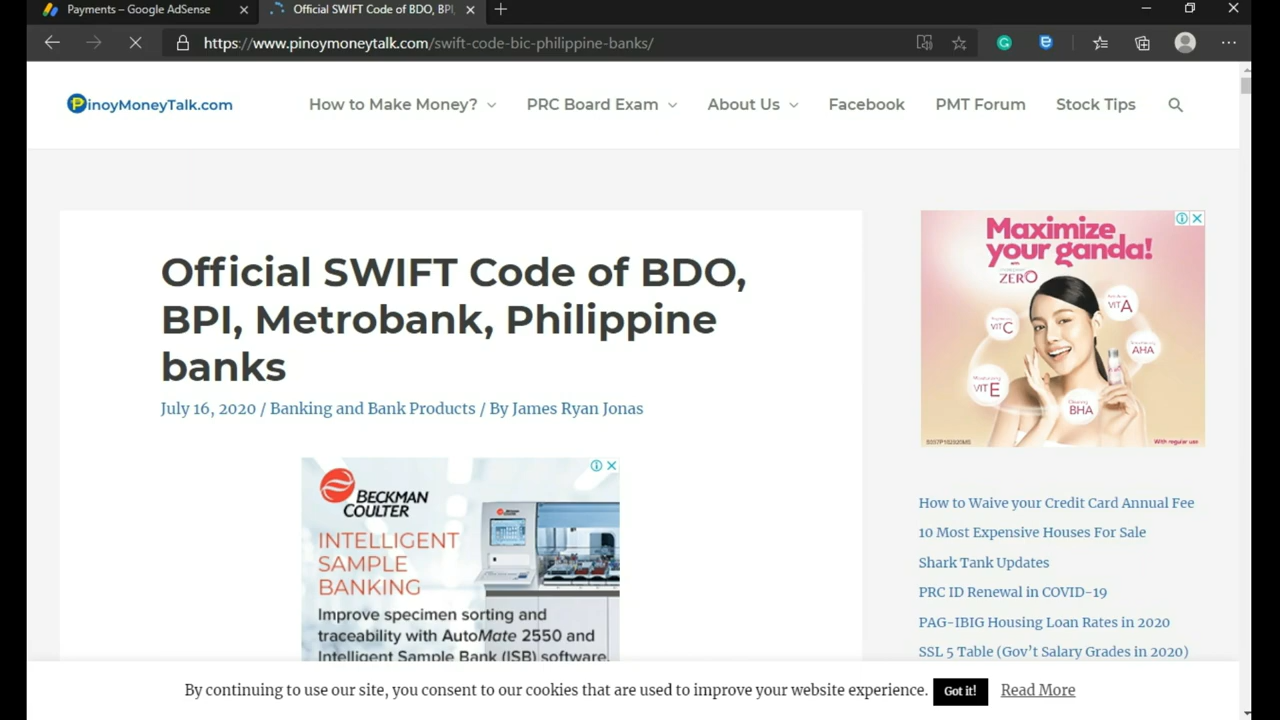 Payments – Google AdSense
Official SWIFT Code of BDO, BPI,
https://www.pinoymoneytalk.com/swift-code-bic-philippine-banks/
PinoyMoneyTalk.com
How to Make Money?
PRC Board Exam
About Us
Facebook
PMT Forum
Stock Tips
Official SWIFT Code of BDO,
BPI, Metrobank, Philippine
banks
July 16, 2020 / Banking and Bank Products / By James Ryan Jonas
BECKMAN
COULTER
INTELLIGENT
SAMPLE
BANKING
Improve specimen sorting and
traceability with AutoMate 2550 and
Intelligent Sample Bank (ISB) software.
Maximize
your ganda!
ZERO
VIT A
VIT C
AHA
VIT E
BHA
With regular use
How to Waive your Credit Card Annual Fee
10 Most Expensive Houses For Sale
Shark Tank Updates
PRC ID Renewal in COVID-19
PAG-IBIG Housing Loan Rates in 2020
SSL 5 Table (Gov't Salary Grades in 2020)
By continuing to use our site, you consent to our cookies that are used to improve your website experience.
Got it!
Read More